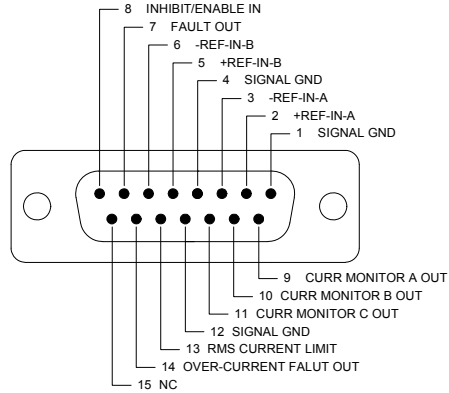 8 INHIBIT/ENABLE IN
7 FAULT OUT
6 -REF-IN-B
5 +REF-IN-B
4 SIGNAL GND
3 -REF-IN-A
2 +REF-IN-A
1 SIGNAL GND
9 CURR MONITOR A OUT
10 CURR MONITOR B OUT
11 CURR MONITOR C OUT
12 SIGNAL GND
13 RMS CURRENT LIMIT
14 OVER-CURRENT FALUT OUT
15 NC